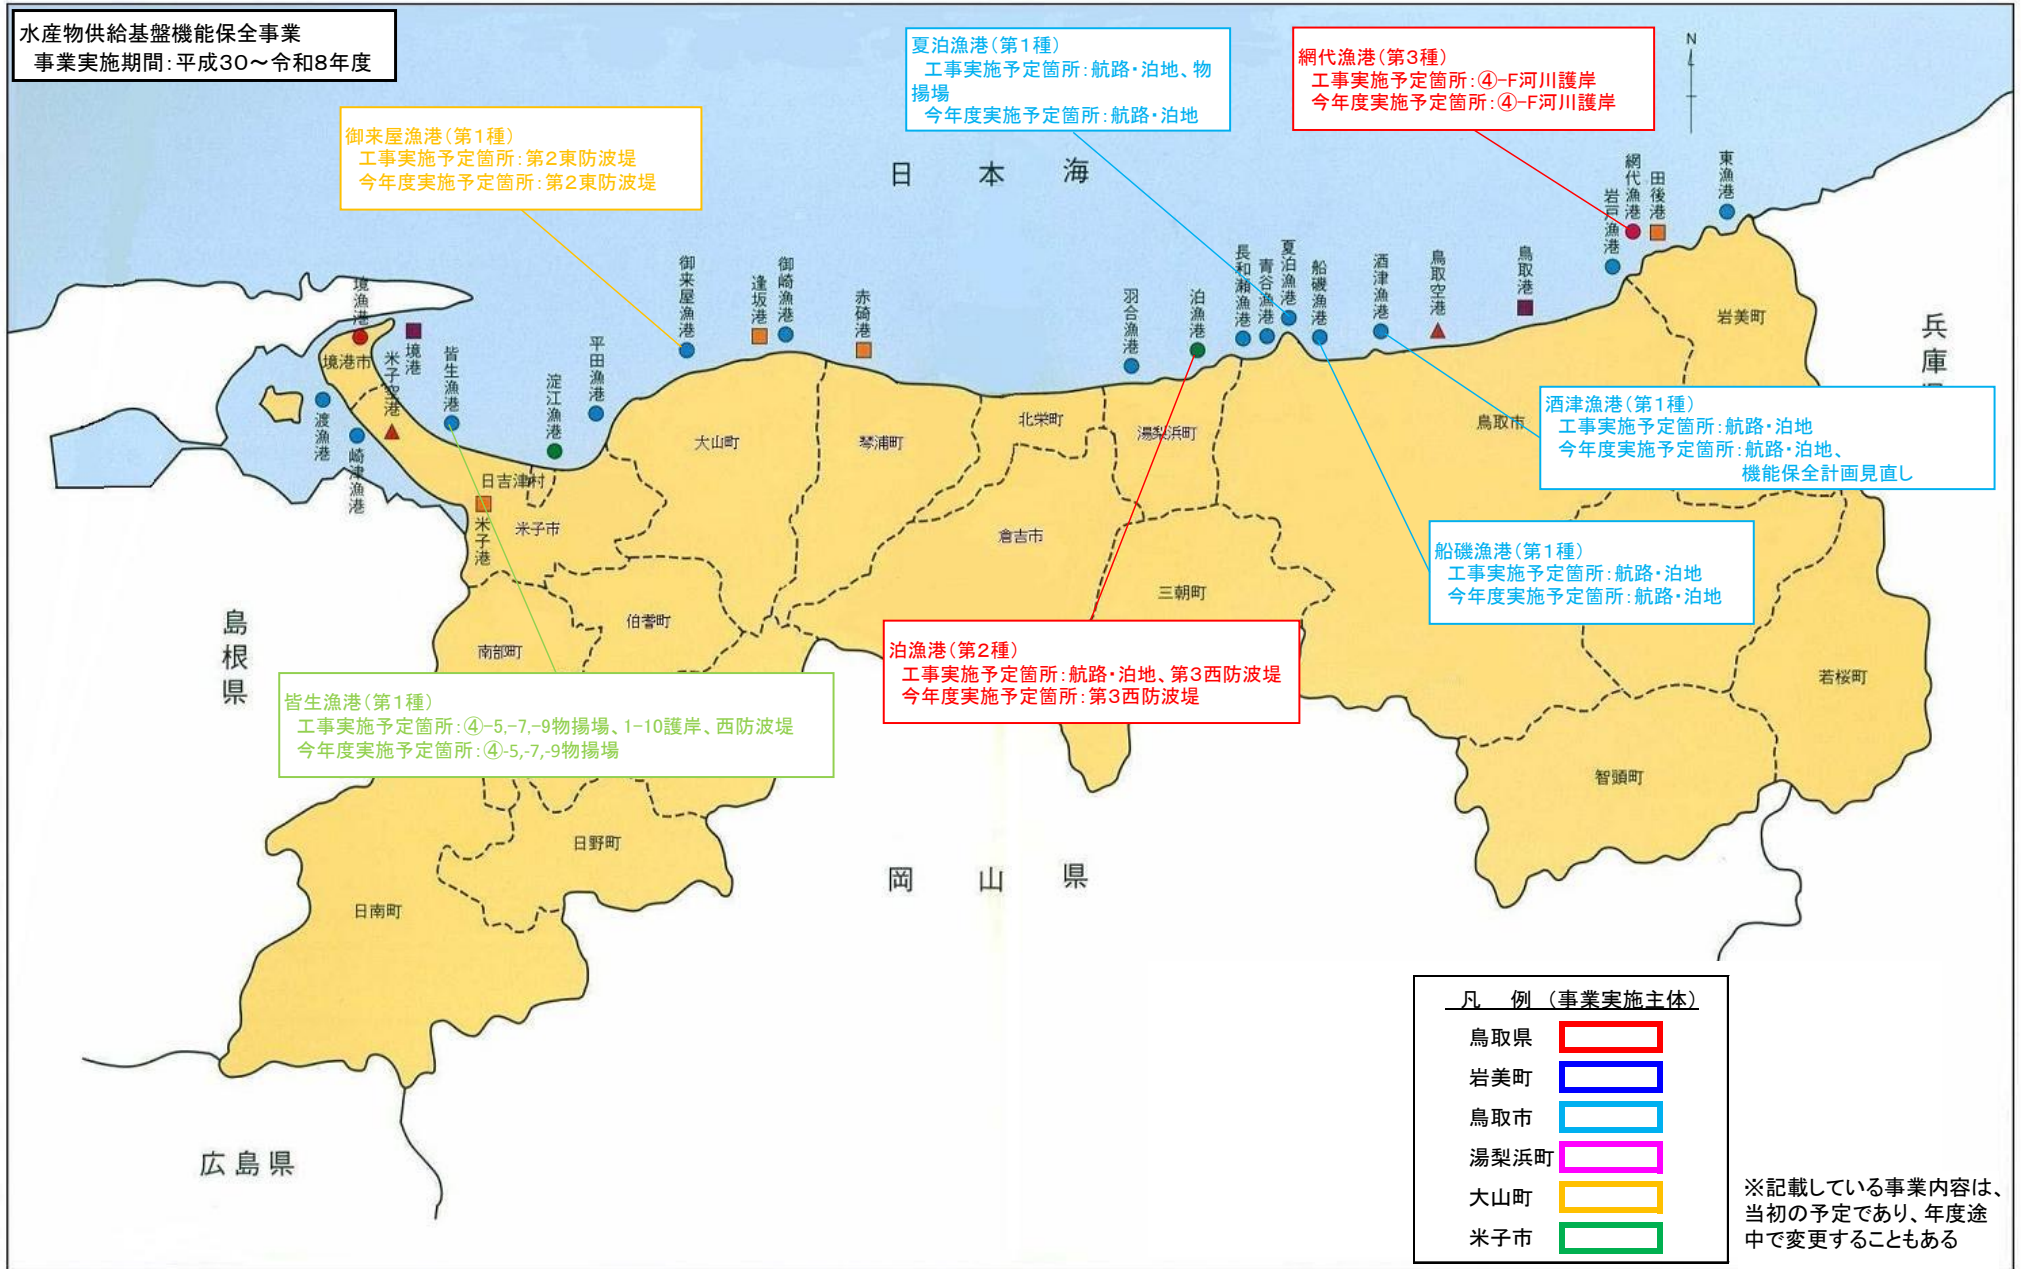 水産物供給基盤機能保全事業
事業実施期間：平成30～令和8年度
御来屋漁港（第1種）
工事実施予定箇所：第2東防波堤
今年度実施予定箇所：第2東防波堤
夏泊漁港（第1種）
工事実施予定箇所：航路・泊地、物
揚場
今年度実施予定箇所：航路・泊地
網代漁港（第3種）
工事実施予定箇所：④-F河川護岸
今年度実施予定箇所：④-F河川護岸
N
日本海
境漁港
境港
米子空港
境港市
渡漁港
崎津漁港
皆生漁港
淀江漁港
平田漁港
御来屋漁港
逢坂港
御崎漁港
赤碕港
羽合漁港
泊漁港
長和瀬漁港
青谷漁港
夏泊漁港
船磯漁港
酒津漁港
鳥取空港
鳥取港
岩戸漁港
網代漁港
田後港
東漁港
岩美町
兵庫
酒津漁港（第1種）
工事実施予定箇所：航路・泊地
今年度実施予定箇所：航路・泊地、
機能保全計画見直し
鳥取市
大山町
琴浦町
北栄町
湯梨浜町
日吉津村
米子港
米子市
倉吉市
三朝町
船磯漁港（第1種）
工事実施予定箇所：航路・泊地
今年度実施予定箇所：航路・泊地
島根県
南部町
伯耆町
泊漁港（第2種）
工事実施予定箇所：航路・泊地、第3西防波堤
今年度実施予定箇所：第3西防波堤
若桜町
皆生漁港（第1種）
工事実施予定箇所：④-5,-7,-9物揚場、1-10護岸、西防波堤
今年度実施予定箇所：④-5,-7,-9物揚場
智頭町
日野町
日南町
岡山県
広島県
凡　例　（事業実施主体）
鳥取県
岩美町
鳥取市
湯梨浜町
大山町
米子市
※記載している事業内容は、
当初の予定であり、年度途
中で変更することもある